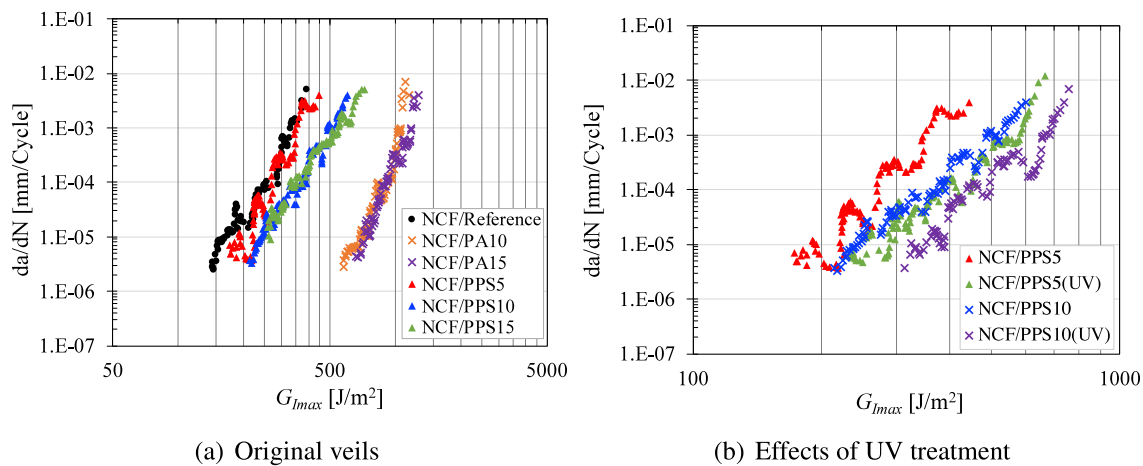 1.E-01
1.E-02
1.E-03
1.E-04
1.E-05
1.E-06
1.E-07
da/dN [mm/Cycle]
50
500
5000
G_Imax [J/m²]
NCF/Reference
NCF/PA10
NCF/PA15
NCF/PPS5
NCF/PPS10
NCF/PPS15
(a) Original veils
1.E-01
1.E-02
1.E-03
1.E-04
1.E-05
1.E-06
1.E-07
da/dN [mm/Cycle]
100
1000
G_Imax [J/m²]
NCF/PPS5
NCF/PPS5(UV)
NCF/PPS10
NCF/PPS10(UV)
(b) Effects of UV treatment